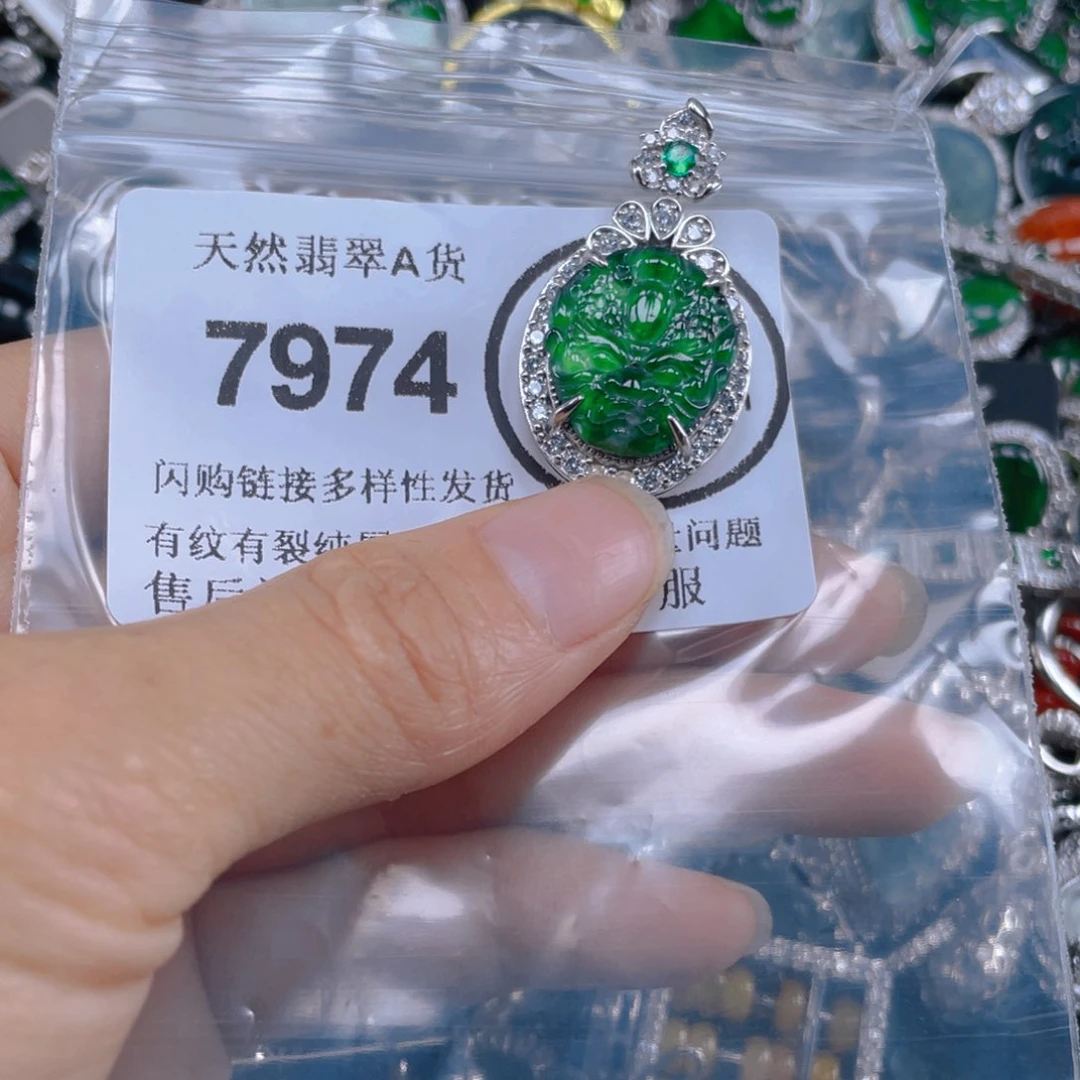 天然翡翠A货
7974
闪购链接多样性发货
有纹有裂纯 问题
售后 服